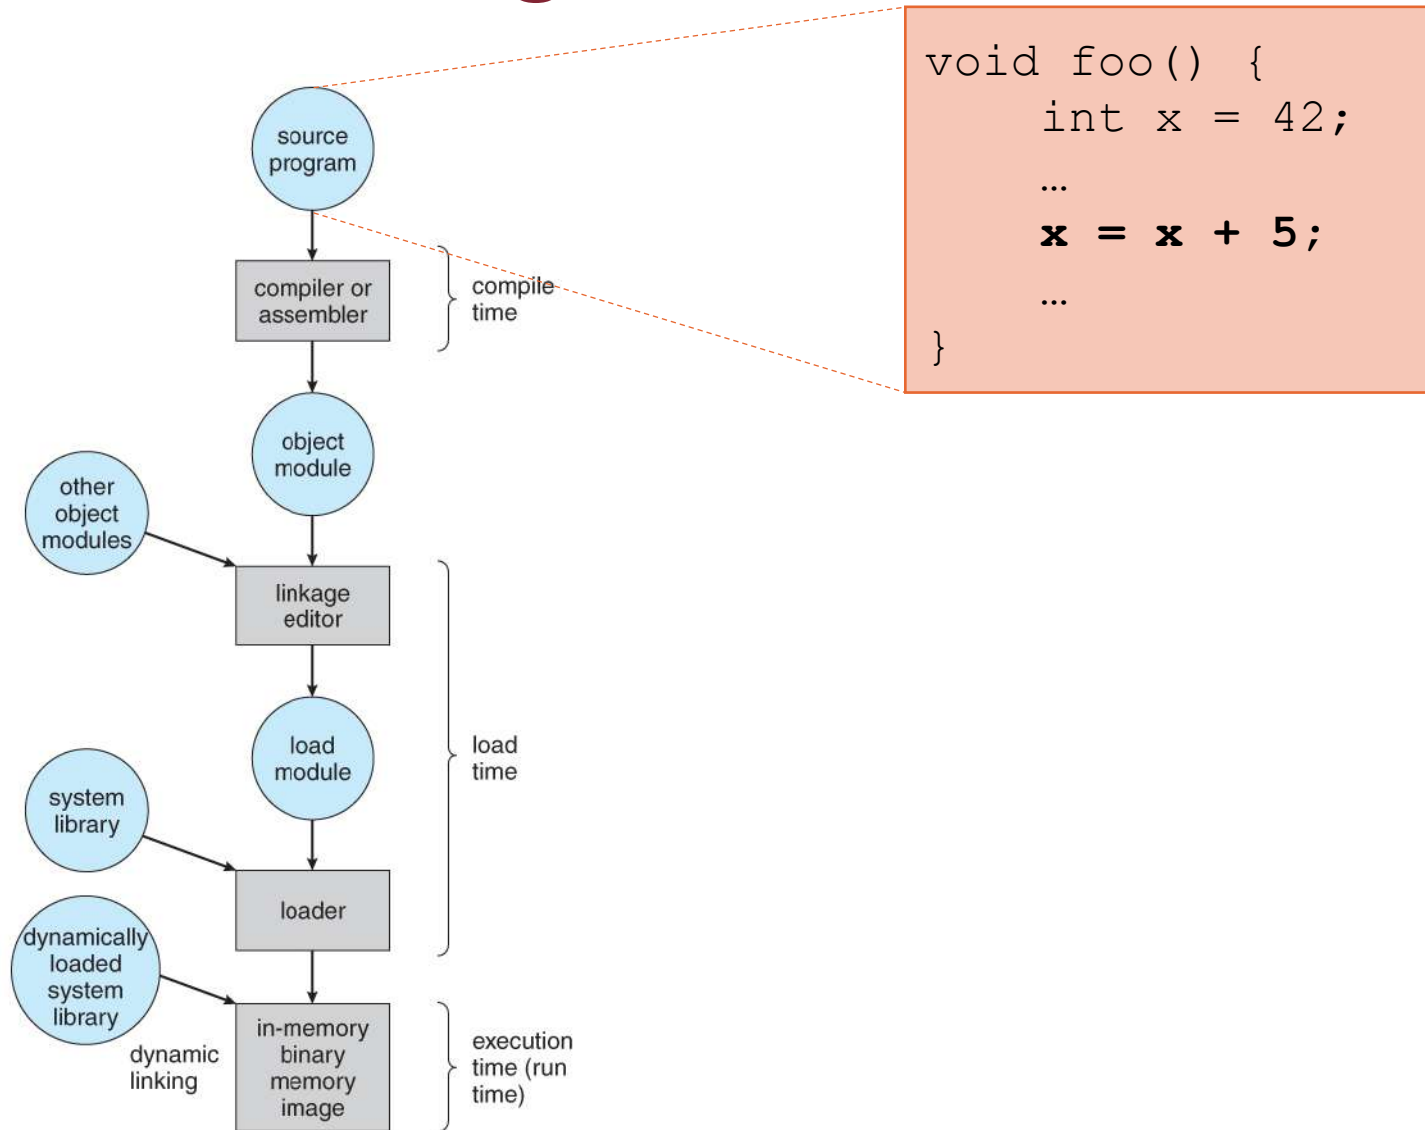 void foo() {
int x = 42;
…
x = x + 5;
…
}
source
program
compiler or
assembler
compile
time
object
module
other
object
modules
linkage
editor
load
module
load
time
system
library
loader
dynamically
loaded
system
library
dynamic
linking
in-memory
binary
memory
image
execution
time (run
time)